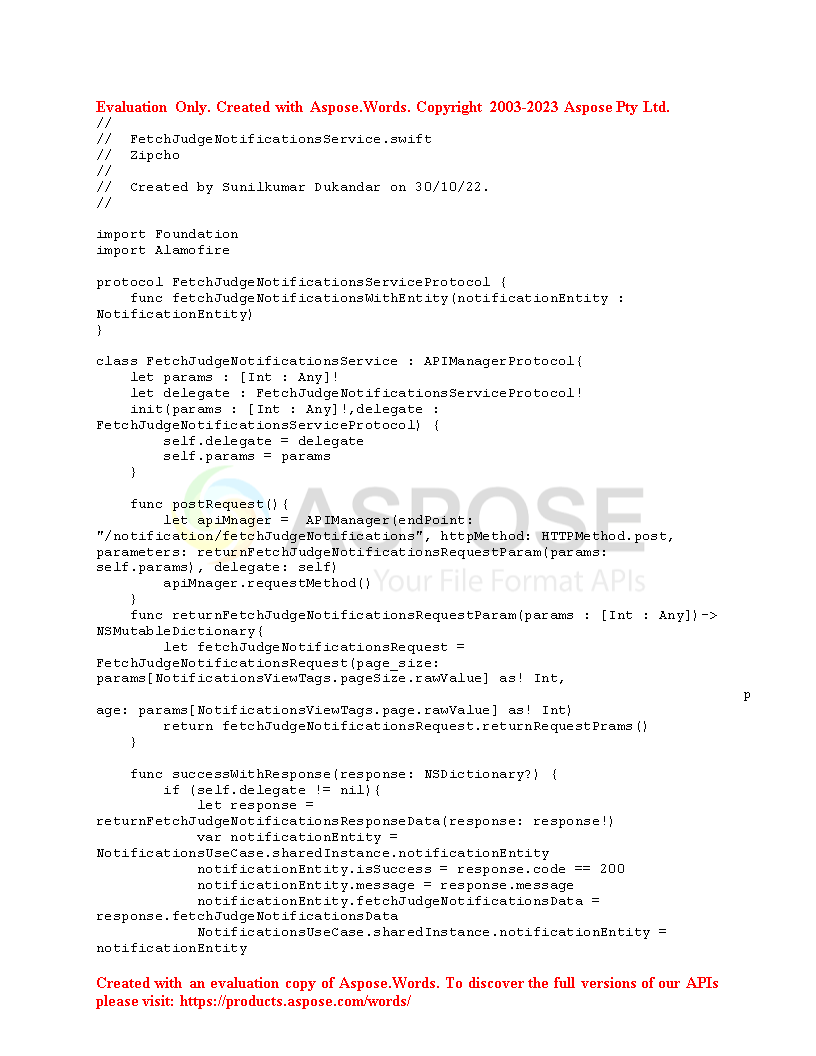 Evaluation Only. Created with Aspose.Words. Copyright 2003-2023 Aspose Pty Ltd.
//
//  FetchJudgeNotificationsService.swift
//  Zipcho
//
//  Created by Sunilkumar Dukandar on 30/10/22.
//

import Foundation
import Alamofire

protocol FetchJudgeNotificationsServiceProtocol {
    func fetchJudgeNotificationsWithEntity(notificationEntity :
NotificationEntity)
}

class FetchJudgeNotificationsService : APIManagerProtocol{
    let params : [Int : Any]!
    let delegate : FetchJudgeNotificationsServiceProtocol!
    init(params : [Int : Any]!,delegate :
FetchJudgeNotificationsServiceProtocol) {
        self.delegate = delegate
        self.params = params
    }

    func postRequest(){
        let apiMnager =  APIManager(endPoint:
"/notification/fetchJudgeNotifications", httpMethod: HTTPMethod.post,
parameters: returnFetchJudgeNotificationsRequestParam(params:
self.params), delegate: self)
        apiMnager.requestMethod()
    }
    func returnFetchJudgeNotificationsRequestParam(params : [Int : Any])->
NSMutableDictionary{
        let fetchJudgeNotificationsRequest =
FetchJudgeNotificationsRequest(page_size:
params[NotificationsViewTags.pageSize.rawValue] as! Int,
p
age: params[NotificationsViewTags.page.rawValue] as! Int)
        return fetchJudgeNotificationsRequest.returnRequestPrams()
    }

    func successWithResponse(response: NSDictionary?) {
        if (self.delegate != nil){
            let response =
returnFetchJudgeNotificationsResponseData(response: response!)
            var notificationEntity =
NotificationsUseCase.sharedInstance.notificationEntity
            notificationEntity.isSuccess = response.code == 200
            notificationEntity.message = response.message
            notificationEntity.fetchJudgeNotificationsData =
response.fetchJudgeNotificationsData
            NotificationsUseCase.sharedInstance.notificationEntity =
notificationEntity
ASPOSE
Your File Format APIs
Created with an evaluation copy of Aspose.Words. To discover the full versions of our APIs
please visit: https://products.aspose.com/words/